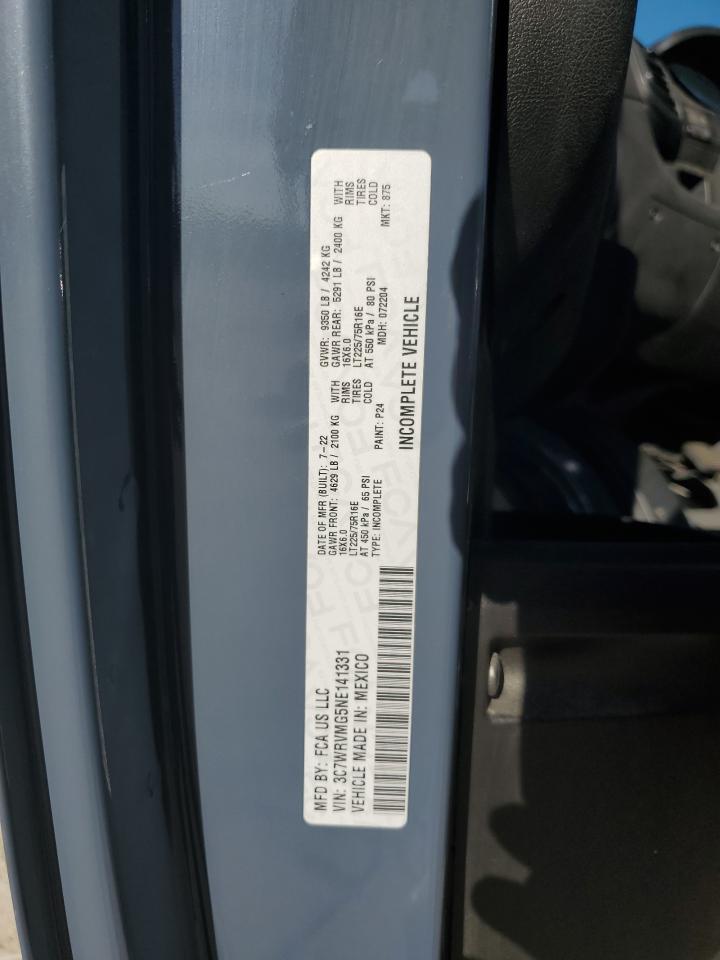 MFD BY: FCA US LLC
VIN: 3C7WRVMG5NE141331
VEHICLE MADE IN: MEXICO
DATE OF MFR (BUILT): 7-22
GAWR FRONT: 4629 LB / 2100 KG WITH
16X6.0 RIMS
LT225/75R16E TIRES
AT 450 kPa / 65 PSI COLD
TYPE: INCOMPLETE PAINT: P24
GVWR: 9350 LB / 4242 KG
GAWR REAR: 5291 LB / 2400 KG WITH
16X6.0 RIMS
LT225/75R16E TIRES
AT 550 kPa / 80 PSI COLD
MDH: 072204 MKT: 875
INCOMPLETE VEHICLE